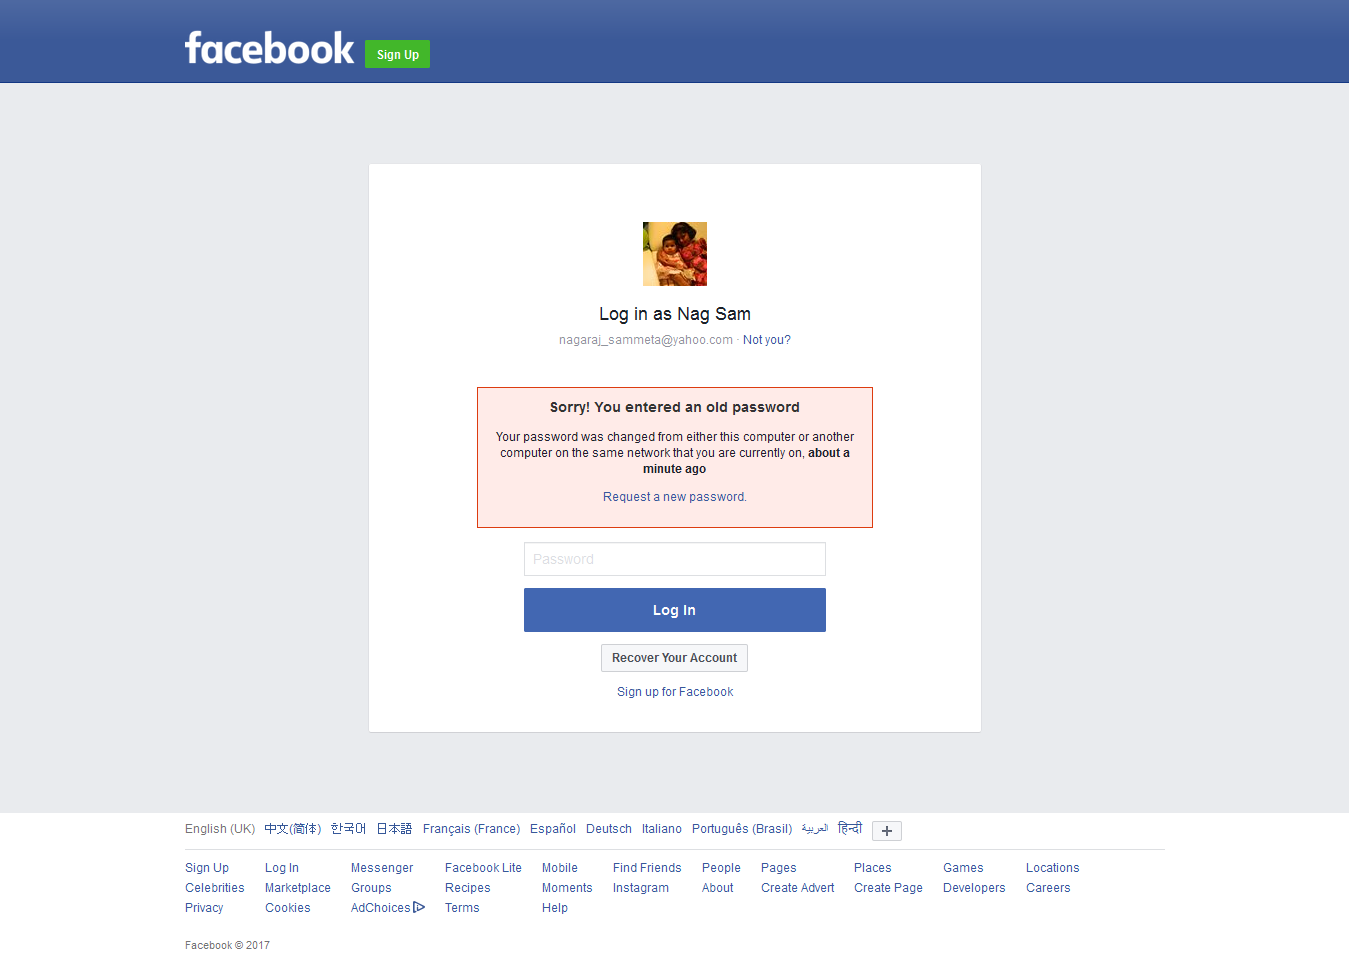 facebook
Sign Up
Log in as Nag Sam
nagaraj_sammeta@yahoo.com · Not you?
Sorry! You entered an old password
Your password was changed from either this computer or another
computer on the same network that you are currently on, about a
minute ago
Request a new password.
Password
Log In
Recover Your Account
Sign up for Facebook
English (UK) 中文(简体) 한국어 日本語 Français (France) Español Deutsch Italiano Português (Brasil) العربية हिन्दी +
Sign Up Log In Messenger Facebook Lite Mobile Find Friends People Pages Places Games Locations
Celebrities Marketplace Groups Recipes Moments Instagram About Create Advert Create Page Developers Careers
Privacy Cookies AdChoices Terms Help
Facebook © 2017